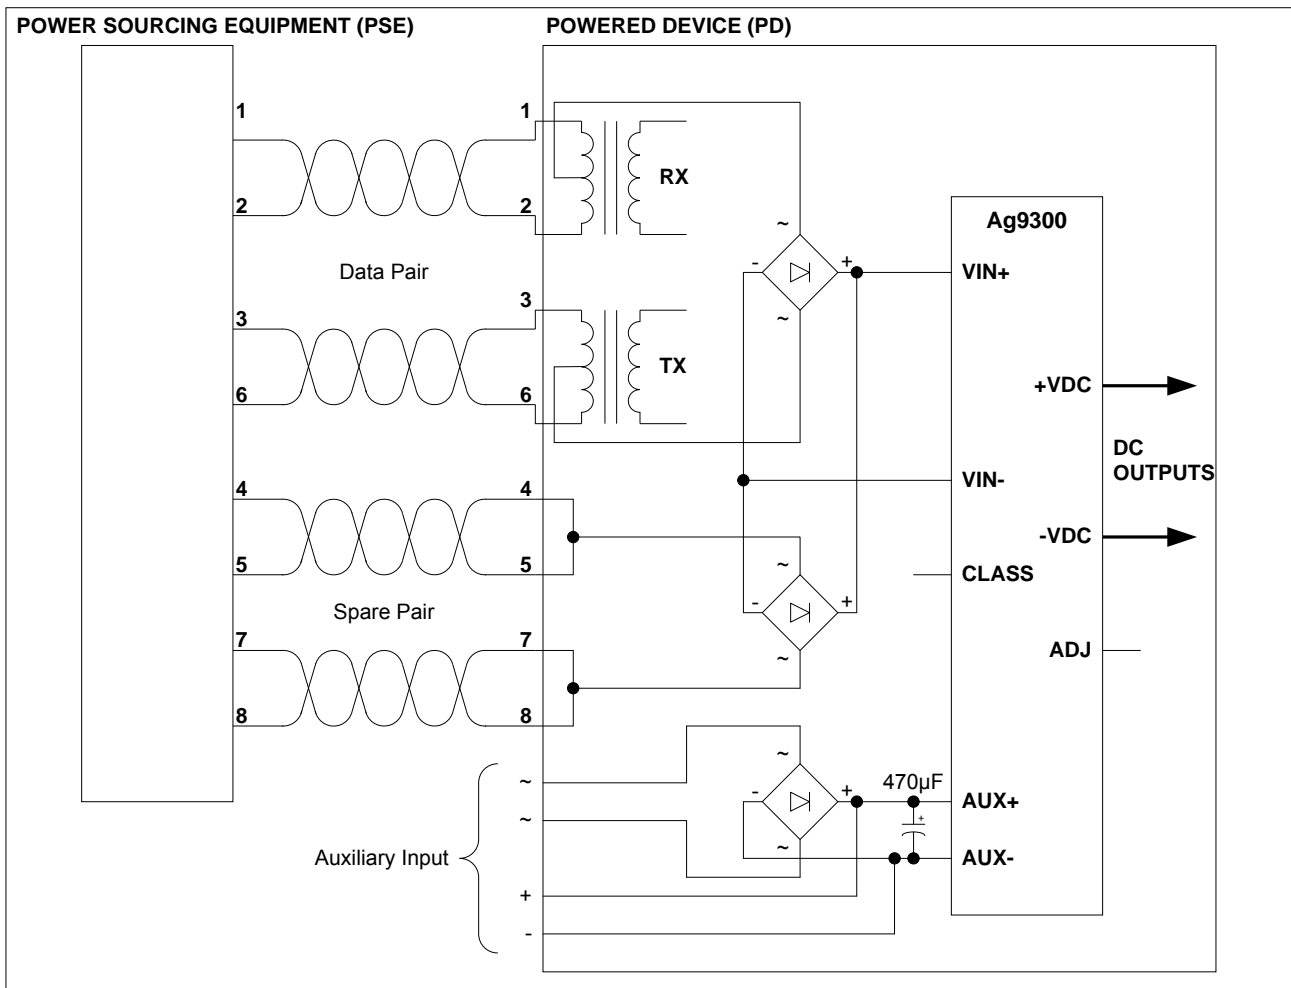 POWER SOURCING EQUIPMENT (PSE)
POWERED DEVICE (PD)
1
1
2
2
RX
Data Pair
3
3
6
6
TX
~
-
+
~
Ag9300
VIN+
+VDC
DC
OUTPUTS
VIN-
-VDC
CLASS
ADJ
4
4
5
5
Spare Pair
7
7
8
8
~
-
+
~
Auxiliary Input
~
~
+
-
~
-
+
~
470µF
+
AUX+
AUX-